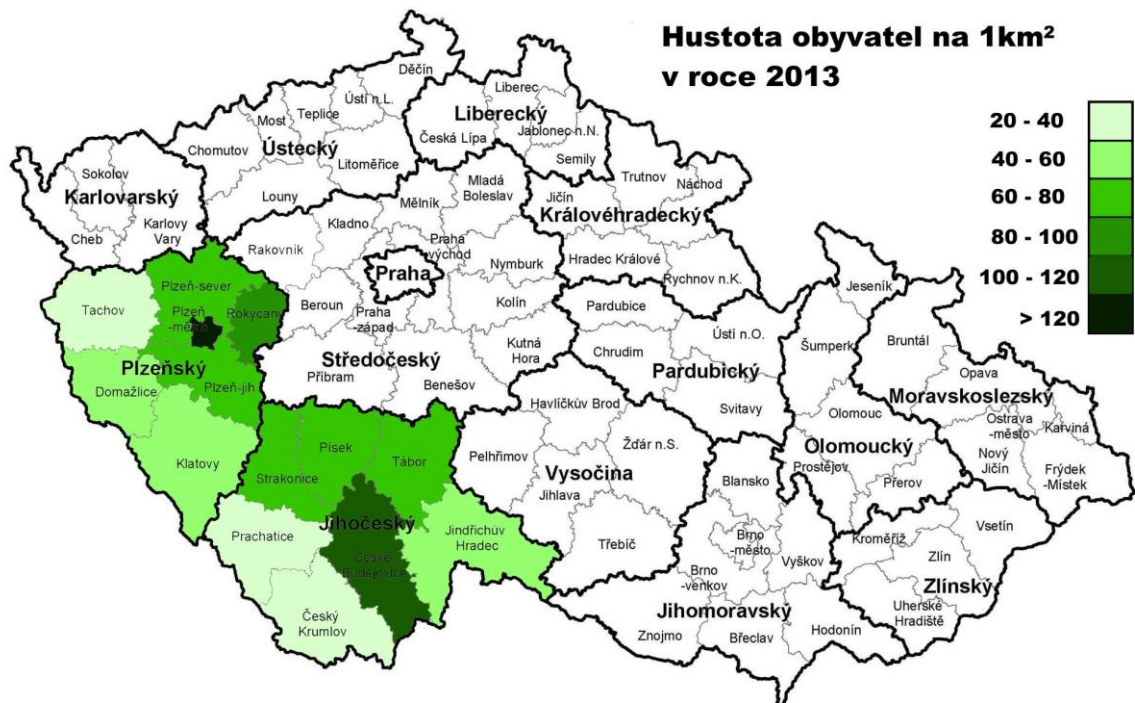 Hustota obyvatel na 1km²
v roce 2013
20 - 40
40 - 60
60 - 80
80 - 100
100 - 120
> 120
Děčín
Ústí n.L.
Teplice
Most
Chomutov
Ústecký
Litoměřice
Louny
Liberec
Liberecký
Česká Lípa
Jablonec n.N.
Semily
Sokolov
Karlovarský
Cheb
Karlovy
Vary
Trutnov
Náchod
Jičín
Královéhradecký
Hradec Králové
Rychnov n.K.
Mladá
Boleslav
Mělník
Kladno
Rakovník
Praha
východ
Nymburk
Praha
Beroun
Praha
-západ
Kolín
Kutná
Hora
Středočeský
Příbram
Benešov
Tachov
Plzeň-sever
Plzeň
-město
Rokycany
Plzeňský
Domažlice
Plzeň-jih
Klatovy
Strakonice
Písek
Tábor
Jihočeský
Prachatice
České
Budějovice
Jindřichův
Hradec
Český
Krumlov
Pardubice
Ústí n.O.
Chrudim
Pardubický
Svitavy
Havlíčkův Brod
Žďár n.S.
Pelhřimov
Vysočina
Jihlava
Třebíč
Jeseník
Šumperk
Olomouc
Olomoucký
Prostějov
Přerov
Bruntál
Opava
Moravskoslezský
Ostrava
-město
Karviná
Nový
Jičín
Frýdek
-Místek
Blansko
Brno
-město
Vyškov
Brno
-venkov
Jihomoravský
Znojmo
Břeclav
Hodonín
Kroměříž
Vsetín
Zlín
Zlínský
Uherské
Hradiště